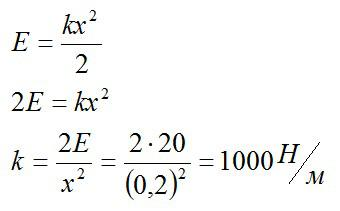 E = kx²/2
2E = kx²
k = 2E/x² = 2·20/(0,2)² = 1000 Н/м